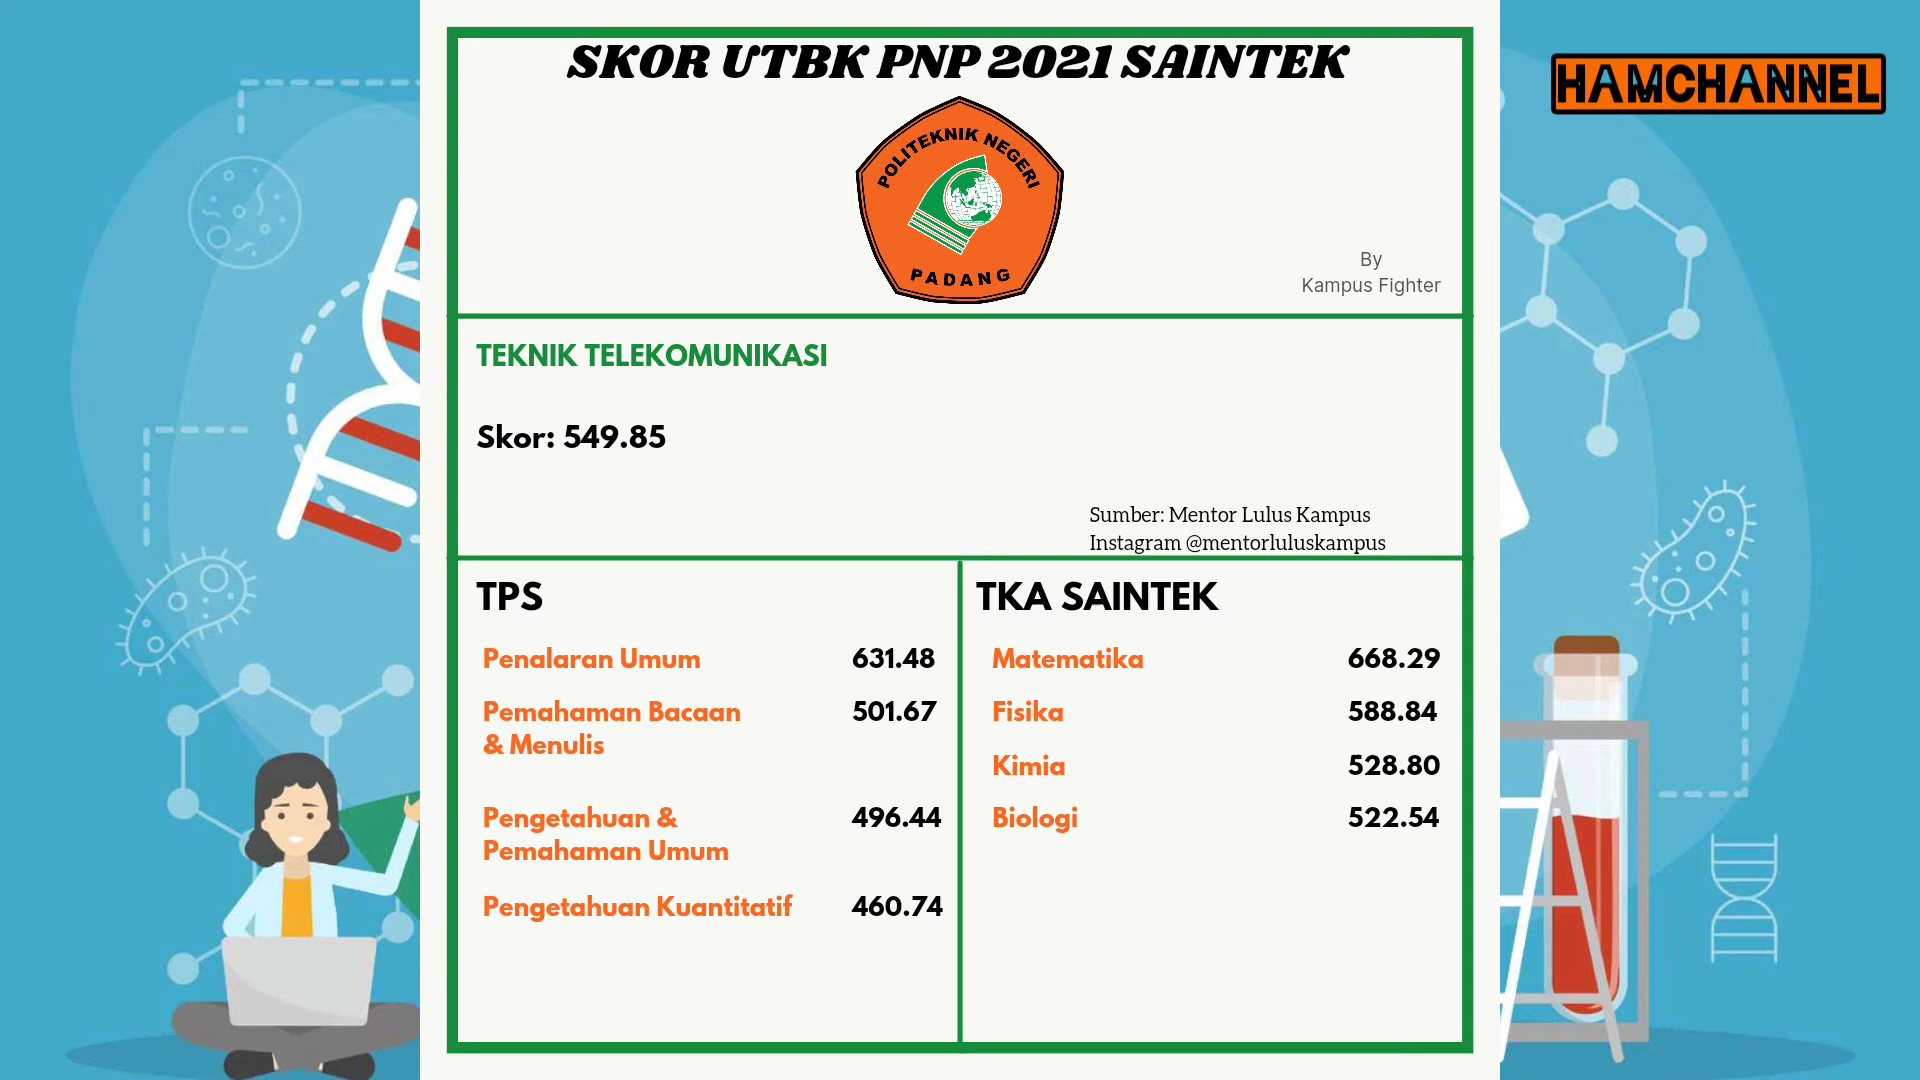 SKOR UTBK PNP 2021 SAINTEK
HAMCHANNEL
POLITEKNIK NEGERI
PADANG
By
Kampus Fighter
TEKNIK TELEKOMUNIKASI
Skor: 549.85
Sumber: Mentor Lulus Kampus
Instagram @mentorluluskampus
TPS
Penalaran Umum 631.48
Pemahaman Bacaan 501.67
& Menulis
Pengetahuan & 496.44
Pemahaman Umum
Pengetahuan Kuantitatif 460.74
TKA SAINTEK
Matematika 668.29
Fisika 588.84
Kimia 528.80
Biologi 522.54